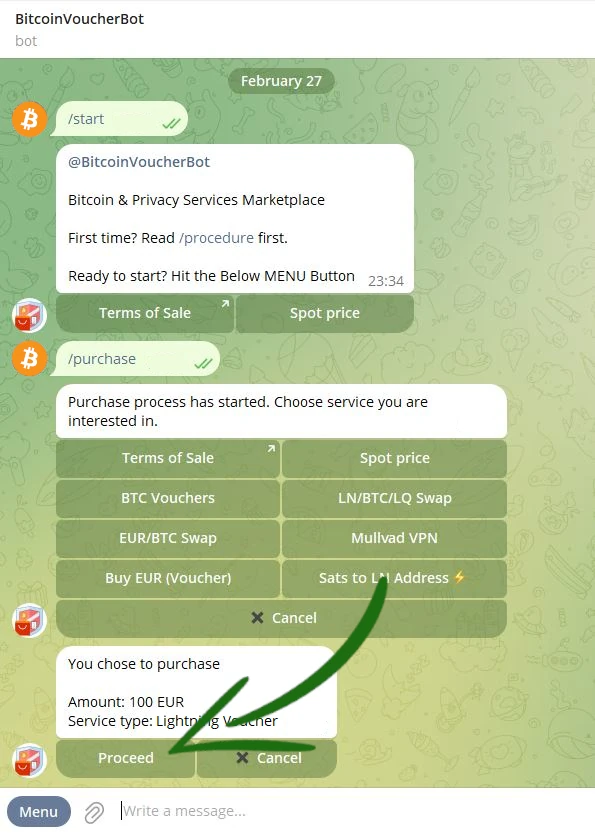 BitcoinVoucherBot
bot
February 27
/start
@BitcoinVoucherBot
Bitcoin & Privacy Services Marketplace
First time? Read /procedure first.
Ready to start? Hit the Below MENU Button
23:34
Terms of Sale
Spot price
/purchase
Purchase process has started. Choose service you are
interested in.
Terms of Sale
Spot price
BTC Vouchers
LN/BTC/LQ Swap
EUR/BTC Swap
Mullvad VPN
Buy EUR (Voucher)
Sats to LN Address ⚡
✖ Cancel
You chose to purchase
Amount: 100 EUR
Service type: Lightning Voucher
Proceed
✖ Cancel
Menu
Write a message...